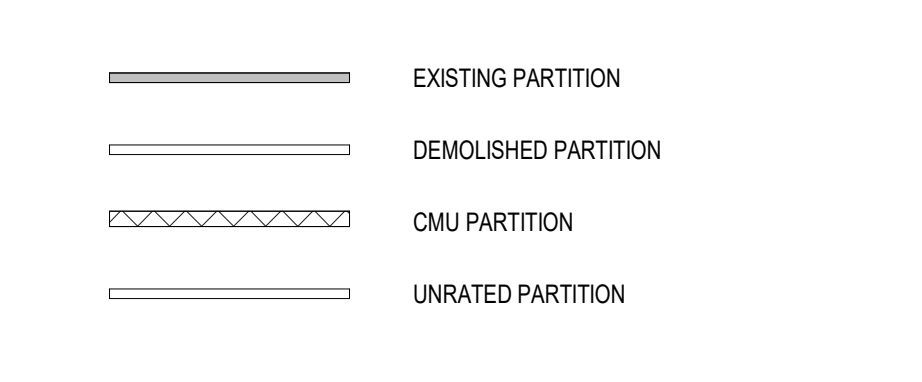 EXISTING PARTITION
DEMOLISHED PARTITION
CMU PARTITION
UNRATED PARTITION